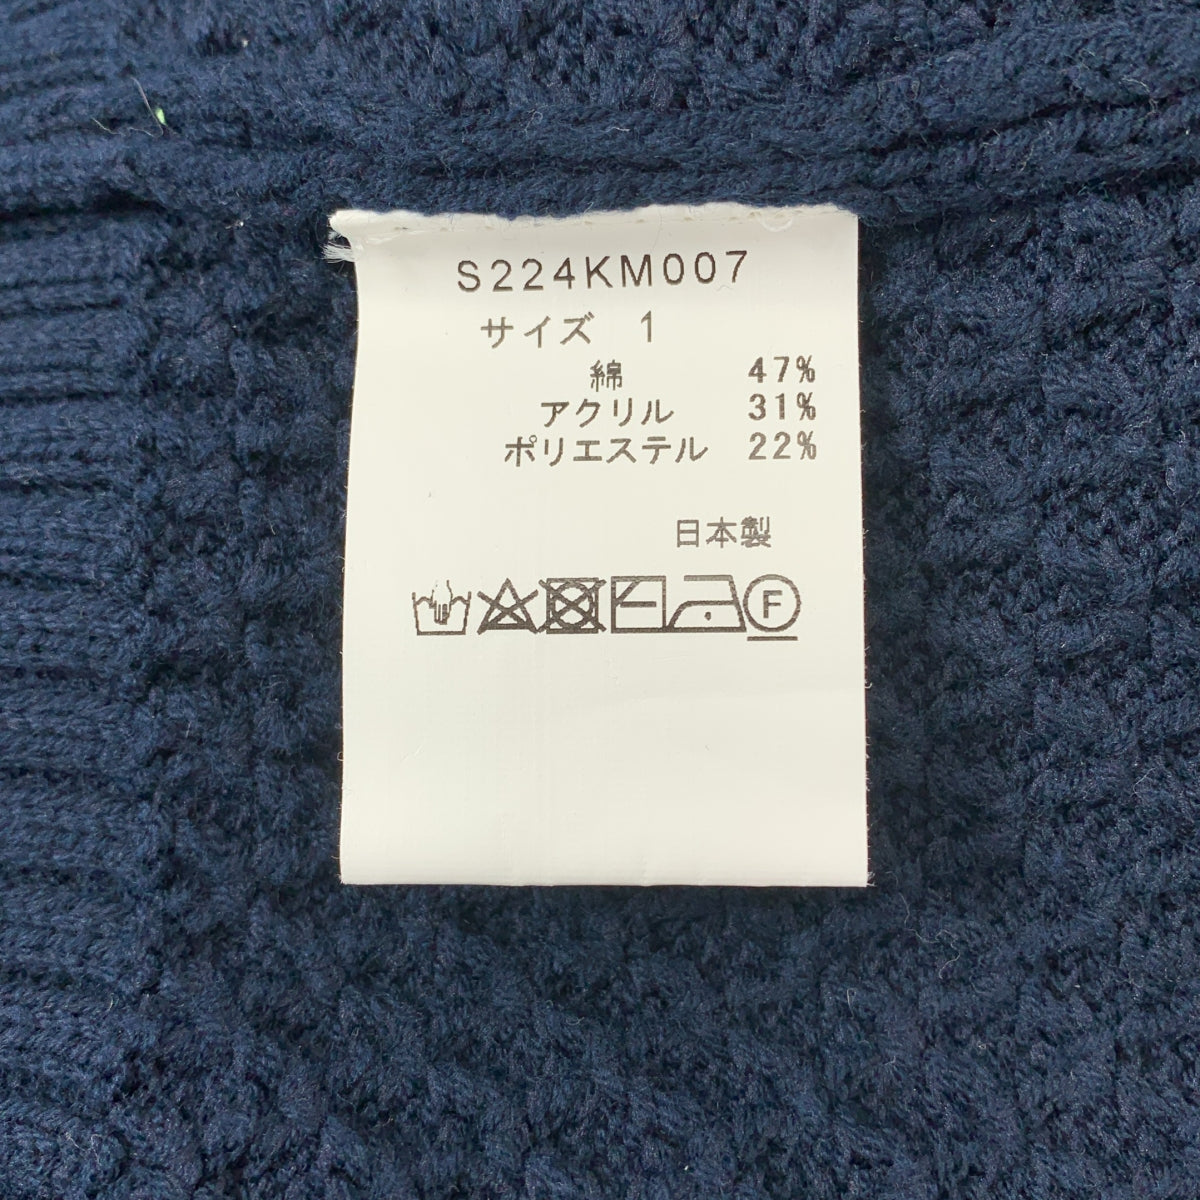 S224KM007
サイズ 1
綿 47%
アクリル 31%
ポリエステル 22%
日本製
F